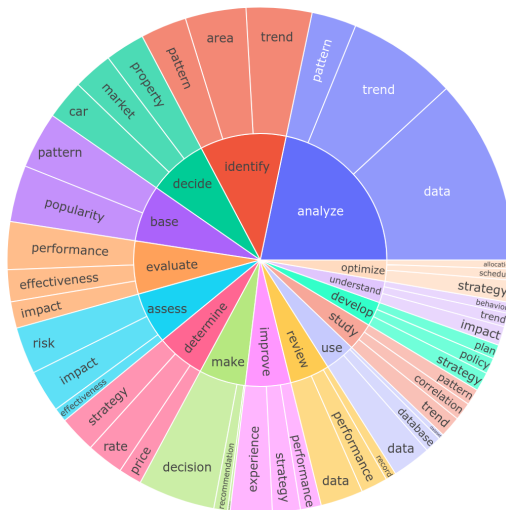 analyze
data
trend
pattern
identify
trend
area
pattern
decide
property
market
car
base
pattern
popularity
evaluate
performance
effectiveness
impact
assess
risk
impact
effectiveness
determine
strategy
rate
price
make
decision
recommendation
improve
experience
strategy
performance
review
data
performance
record
use
data
database
study
trend
correlation
pattern
develop
strategy
policy
plan
understand
impact
trend
behavior
optimize
strategy